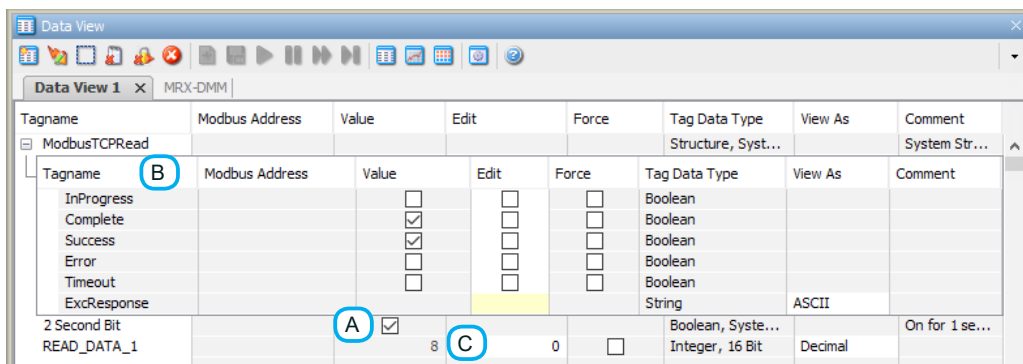 Data View
Data View 1 X MRX-DMM
Tagname Modbus Address Value Edit Force Tag Data Type View As Comment
ModbusTCPRead Structure, Syst... System Str...
Tagname B Modbus Address Value Edit Force Tag Data Type View As Comment
InProgress Boolean
Complete Boolean
Success Boolean
Error Boolean
Timeout Boolean
ExcResponse String ASCII
2 Second Bit A Boolean, Syste... On for 1 se...
READ_DATA_1 8 C 0 Integer, 16 Bit Decimal